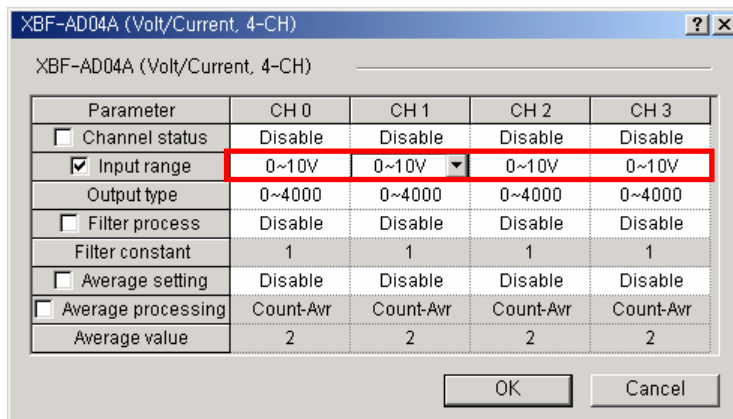 XBF-AD04A (Volt/Current, 4-CH)
XBF-AD04A (Volt/Current, 4-CH)
Parameter CH 0 CH 1 CH 2 CH 3
Channel status Disable Disable Disable Disable
Input range 0~10V 0~10V 0~10V 0~10V
Output type 0~4000 0~4000 0~4000 0~4000
Filter process Disable Disable Disable Disable
Filter constant 1 1 1 1
Average setting Disable Disable Disable Disable
Average processing Count-Avr Count-Avr Count-Avr Count-Avr
Average value 2 2 2 2
OK Cancel